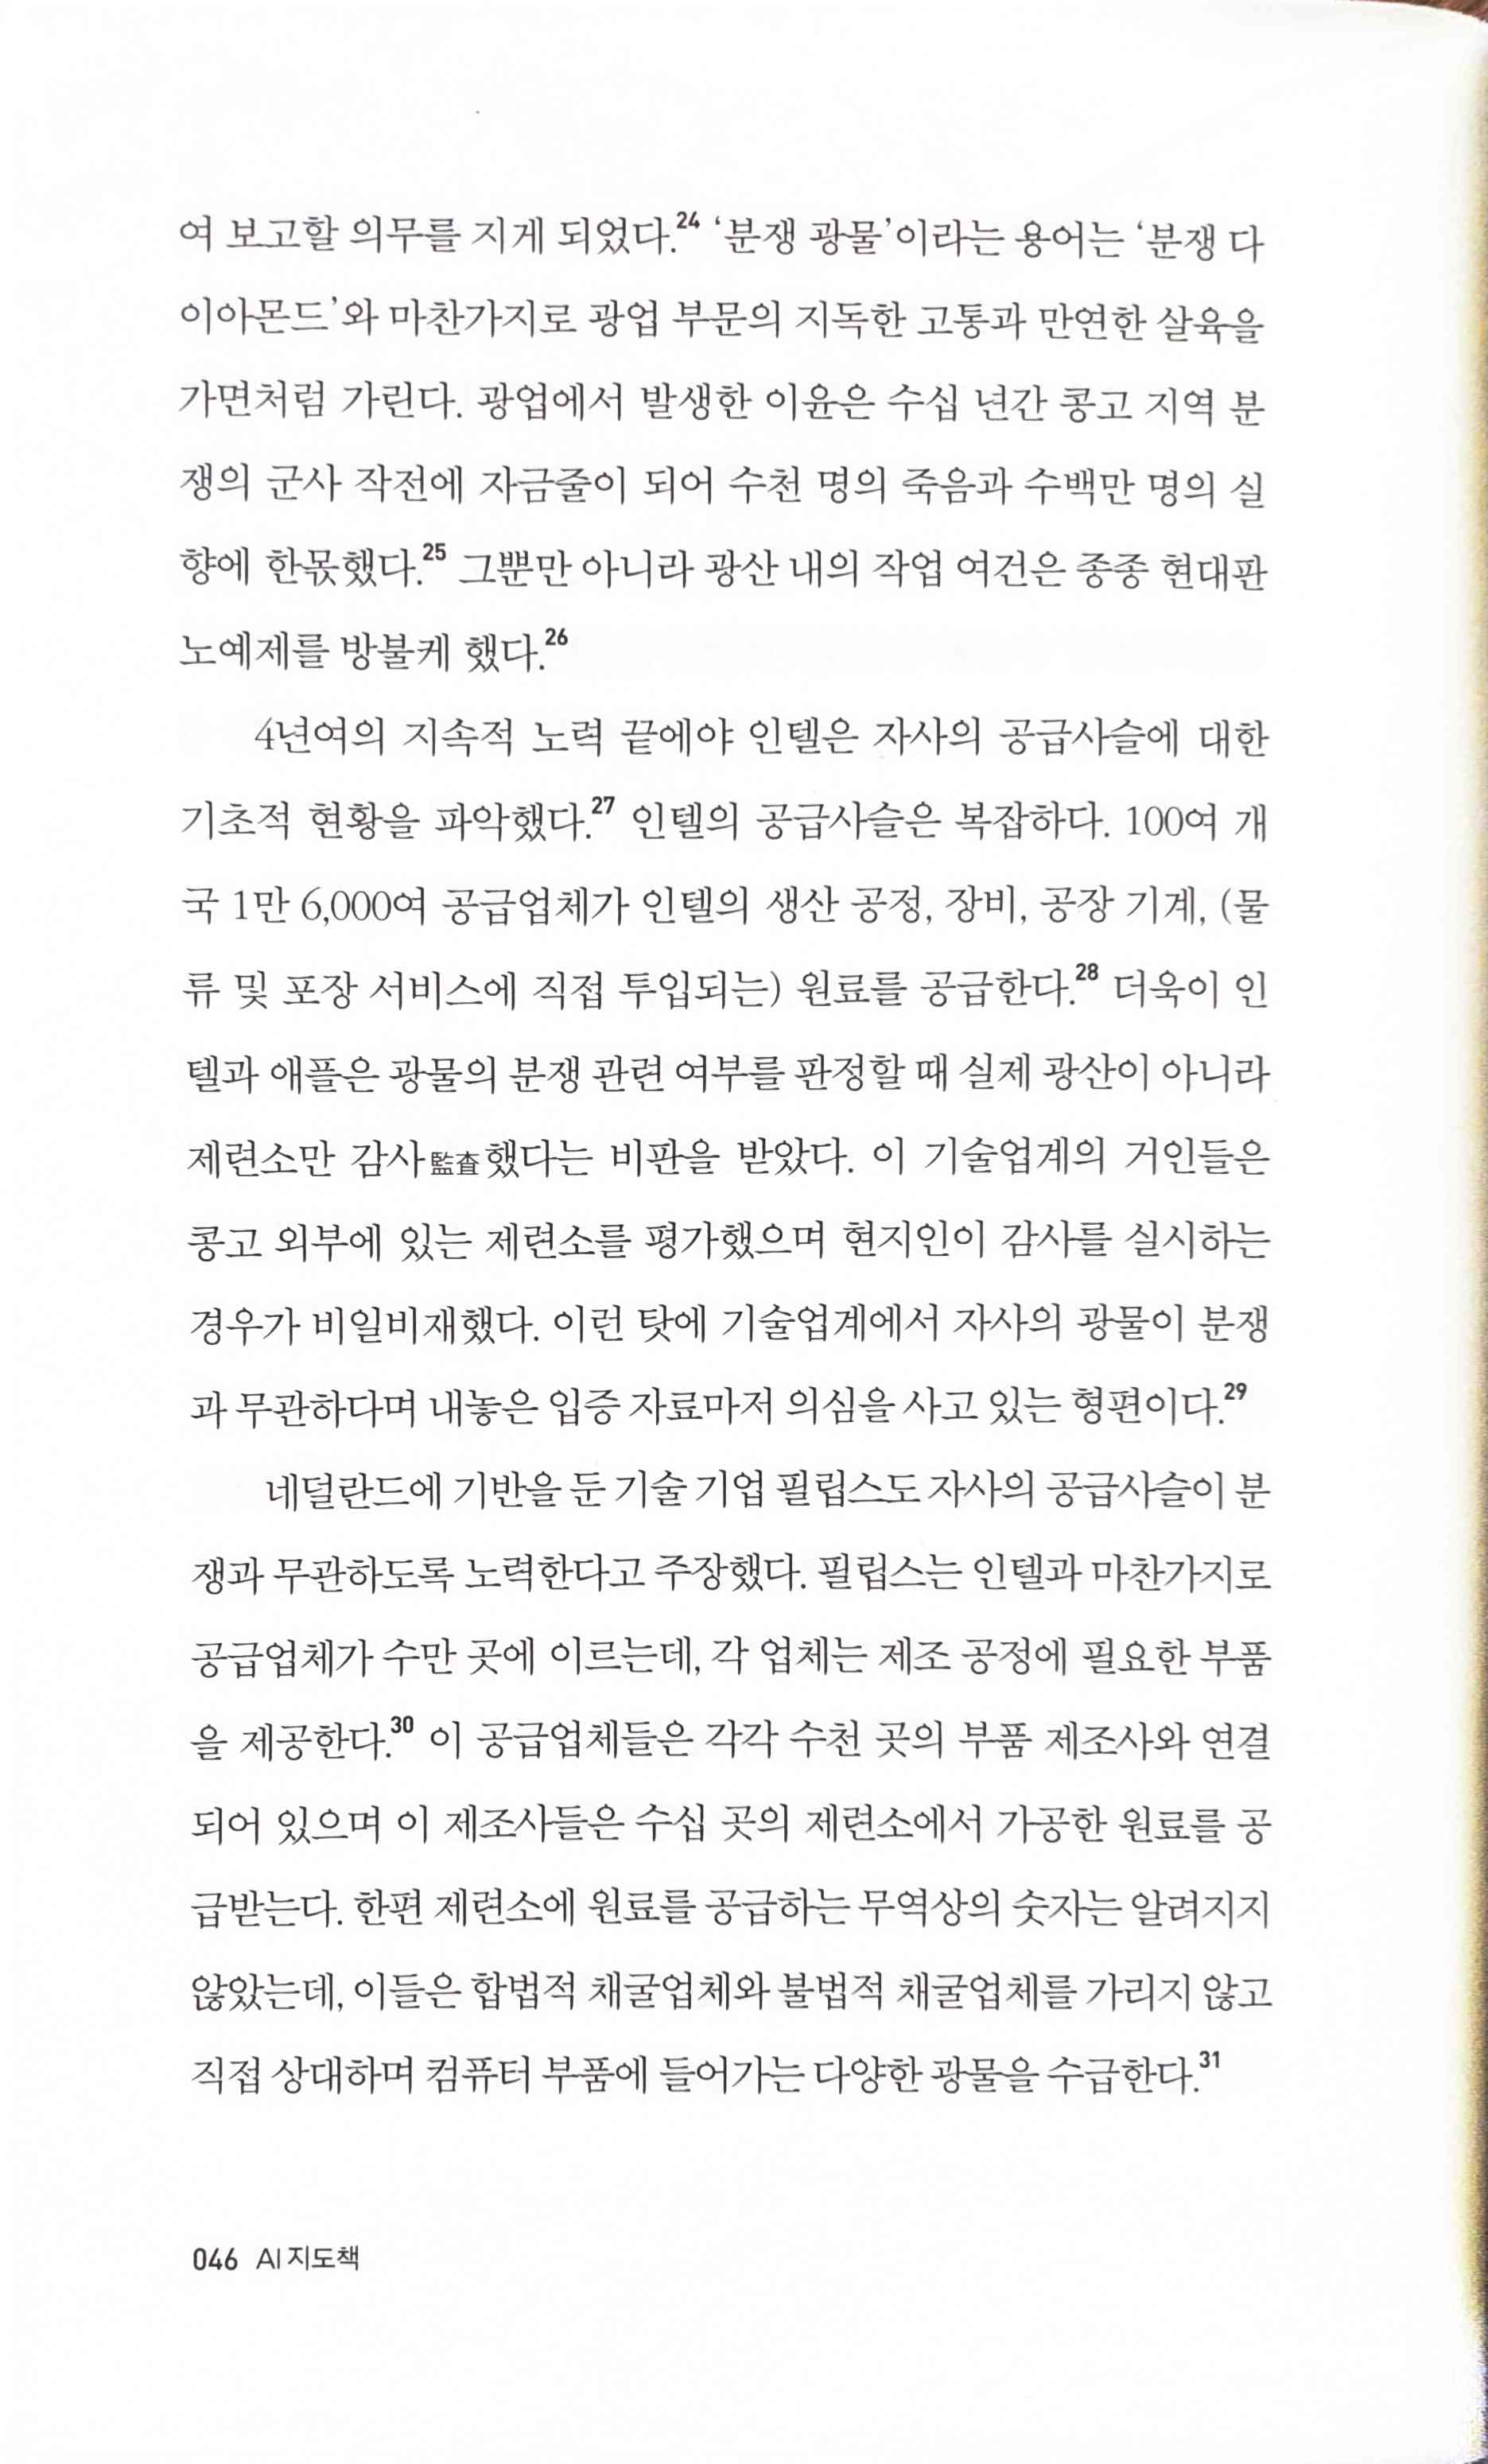 여 보고할 의무를 지게 되었다.24 ‘분쟁 광물’이라는 용어는 ‘분쟁 다
이아몬드’와 마찬가지로 광업 부문의 지독한 고통과 만연한 살육을
가면처럼 가린다. 광업에서 발생한 이윤은 수십 년간 콩고 지역 분
쟁의 군사 작전에 자금줄이 되어 수천 명의 죽음과 수백만 명의 실
향에 한몫했다.25 그뿐만 아니라 광산 내의 작업 여건은 종종 현대판
노예제를 방불케 했다.26
4년여의 지속적 노력 끝에야 인텔은 자사의 공급사슬에 대한
기초적 현황을 파악했다.27 인텔의 공급사슬은 복잡하다. 100여 개
국 1만 6,000여 공급업체가 인텔의 생산 공정, 장비, 공장 기계, (물
류 및 포장 서비스에 직접 투입되는) 원료를 공급한다.28 더욱이 인
텔과 애플은 광물의 분쟁 관련 여부를 판정할 때 실제 광산이 아니라
제련소만 감사監査했다는 비판을 받았다. 이 기술업계의 거인들은
콩고 외부에 있는 제련소를 평가했으며 현지인이 감사를 실시하는
경우가 비일비재했다. 이런 탓에 기술업계에서 자사의 광물이 분쟁
과 무관하다며 내놓은 입증 자료마저 의심을 사고 있는 형편이다.29
네덜란드에 기반을 둔 기술 기업 필립스도 자사의 공급사슬이 분
쟁과 무관하도록 노력한다고 주장했다. 필립스는 인텔과 마찬가지로
공급업체가 수만 곳에 이르는데, 각 업체는 제조 공정에 필요한 부품
을 제공한다.30 이 공급업체들은 각각 수천 곳의 부품 제조사와 연결
되어 있으며 이 제조사들은 수십 곳의 제련소에서 가공한 원료를 공
급받는다. 한편 제련소에 원료를 공급하는 무역상의 숫자는 알려지지
않았는데, 이들은 합법적 채굴업체와 불법적 채굴업체를 가리지 않고
직접 상대하며 컴퓨터 부품에 들어가는 다양한 광물을 수급한다.31
046 AI 지도책